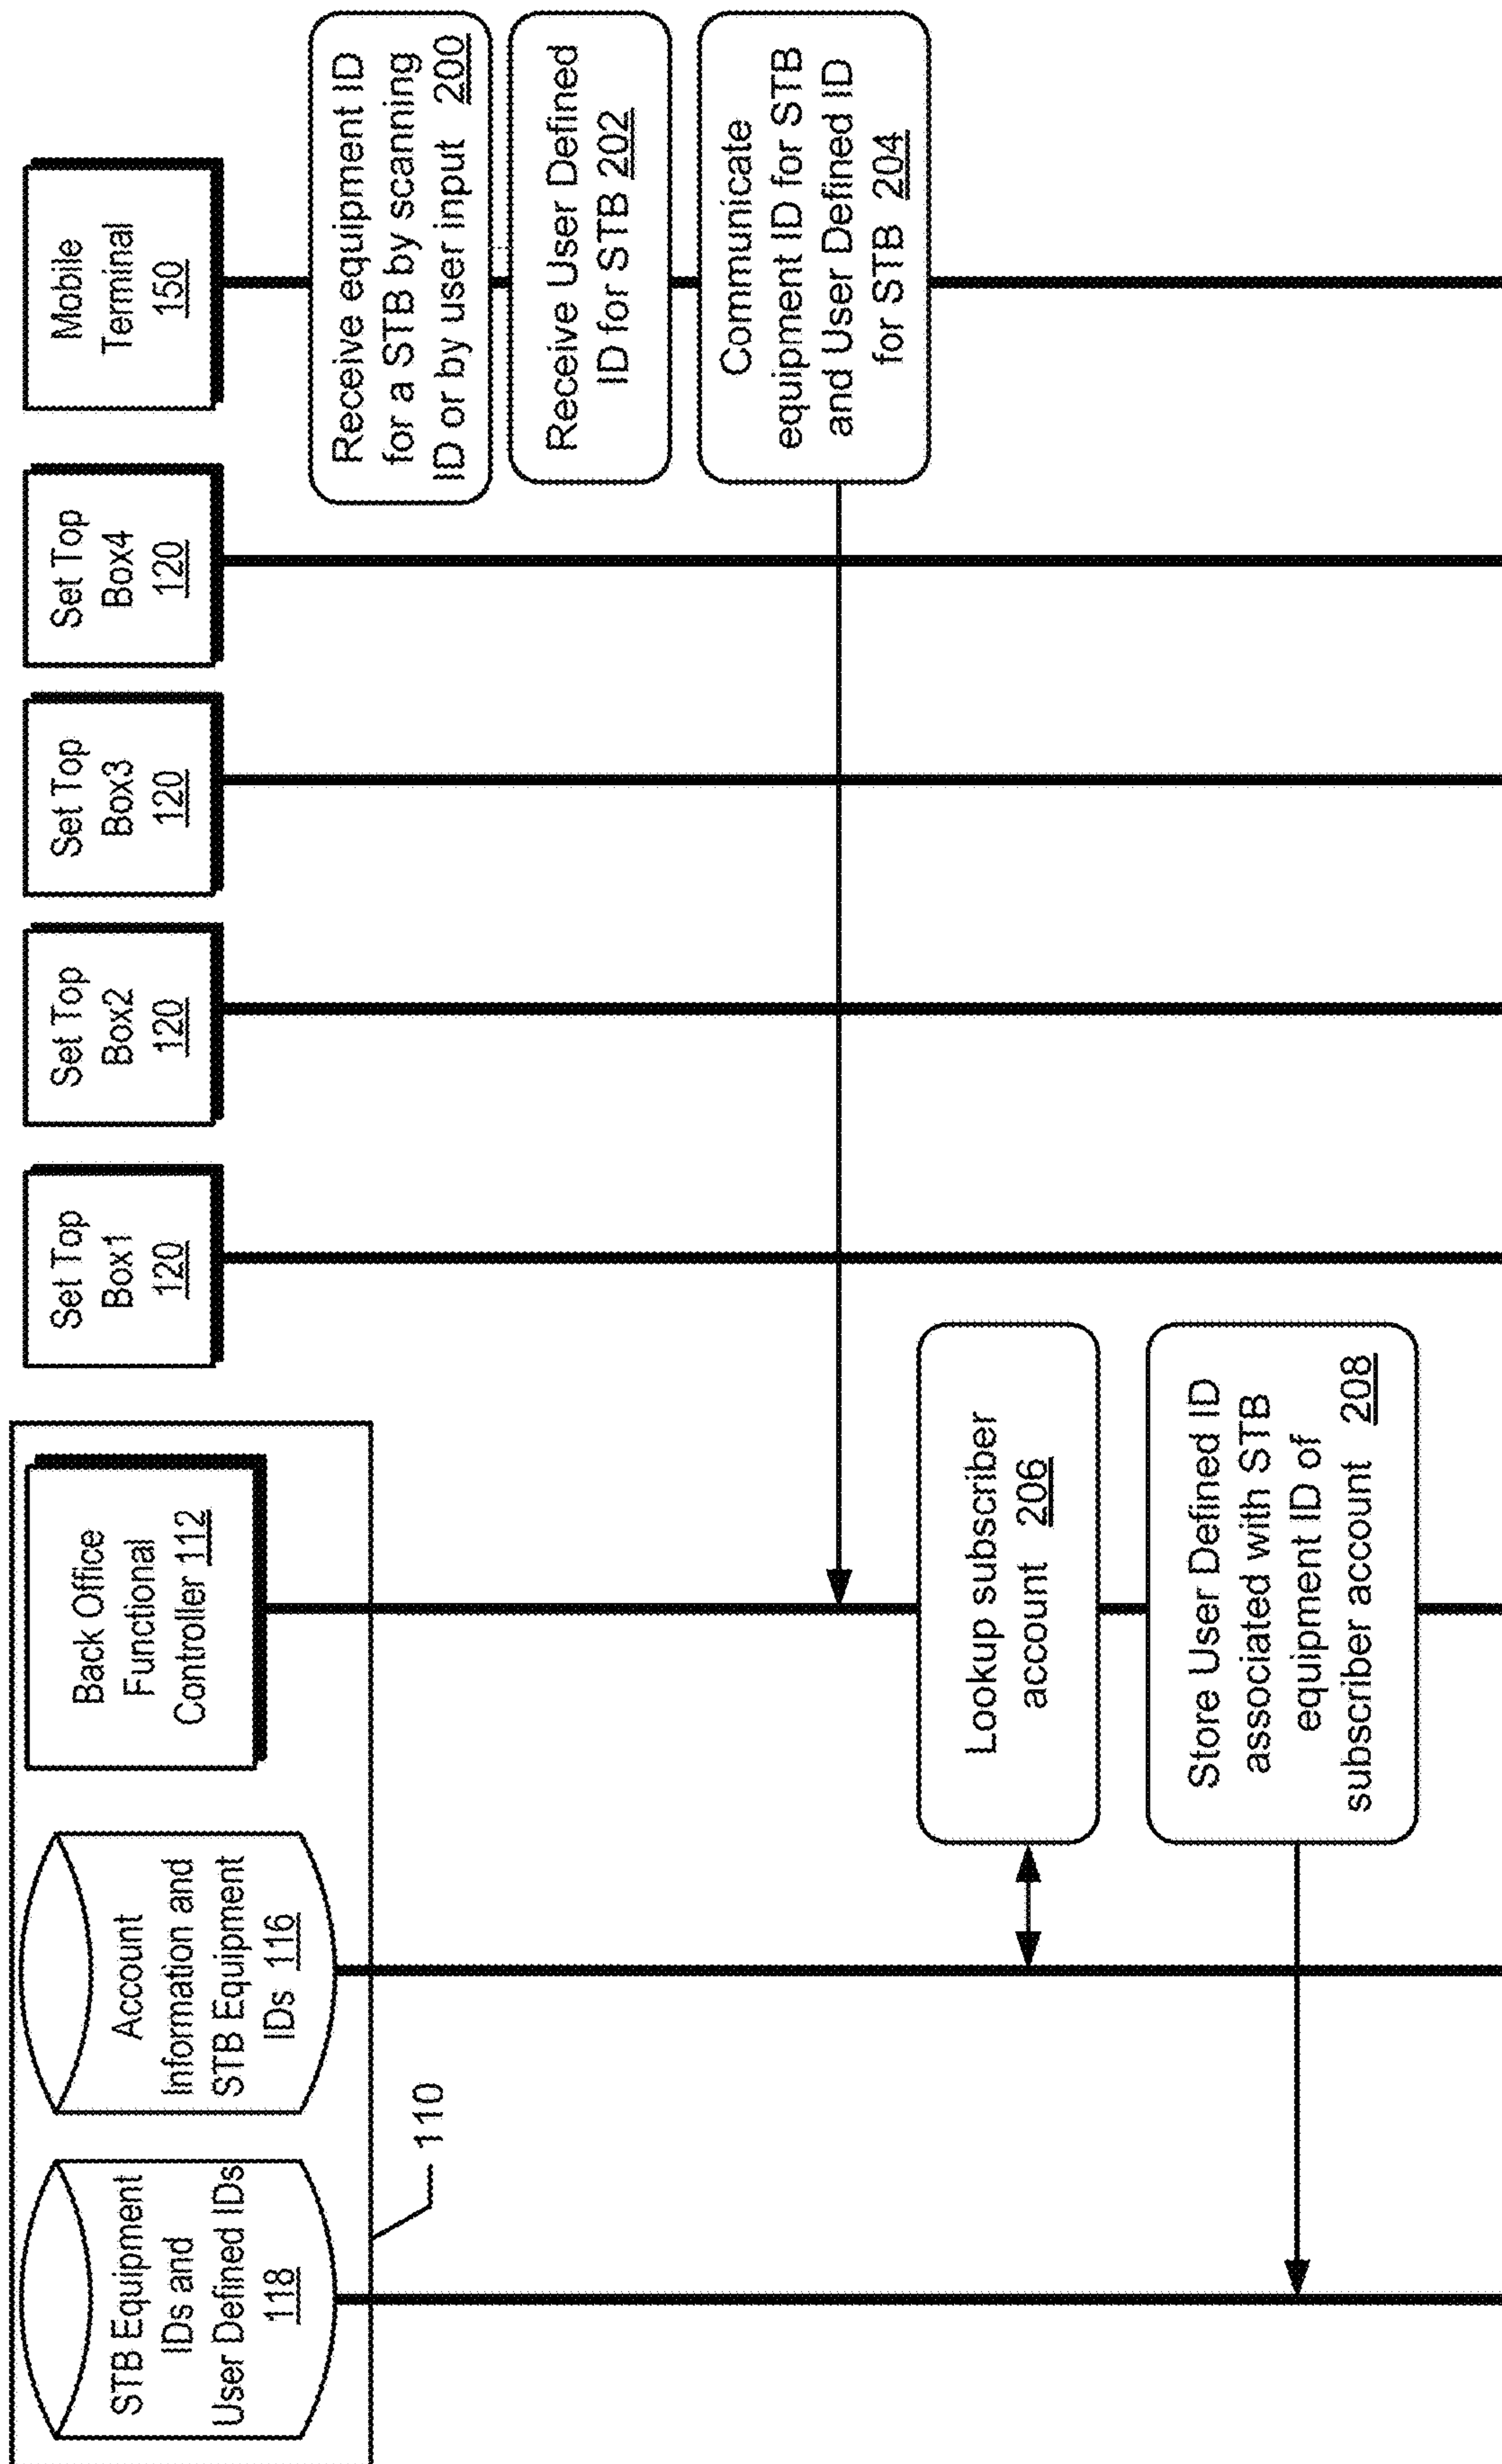 STB Equipment
IDs and
User Defined IDs
118
Account
Information and
STB Equipment
IDs 116
Back Office
Functional
Controller 112
Set Top
Box1
120
Set Top
Box2
120
Set Top
Box3
120
Set Top
Box4
120
Mobile
Terminal
150
110
Receive equipment ID
for a STB by scanning
ID or by user input 200
Receive User Defined
ID for STB 202
Communicate
equipment ID for STB
and User Defined ID
for STB 204
Lookup subscriber
account 206
Store User Defined ID
associated with STB
equipment ID of
subscriber account 208